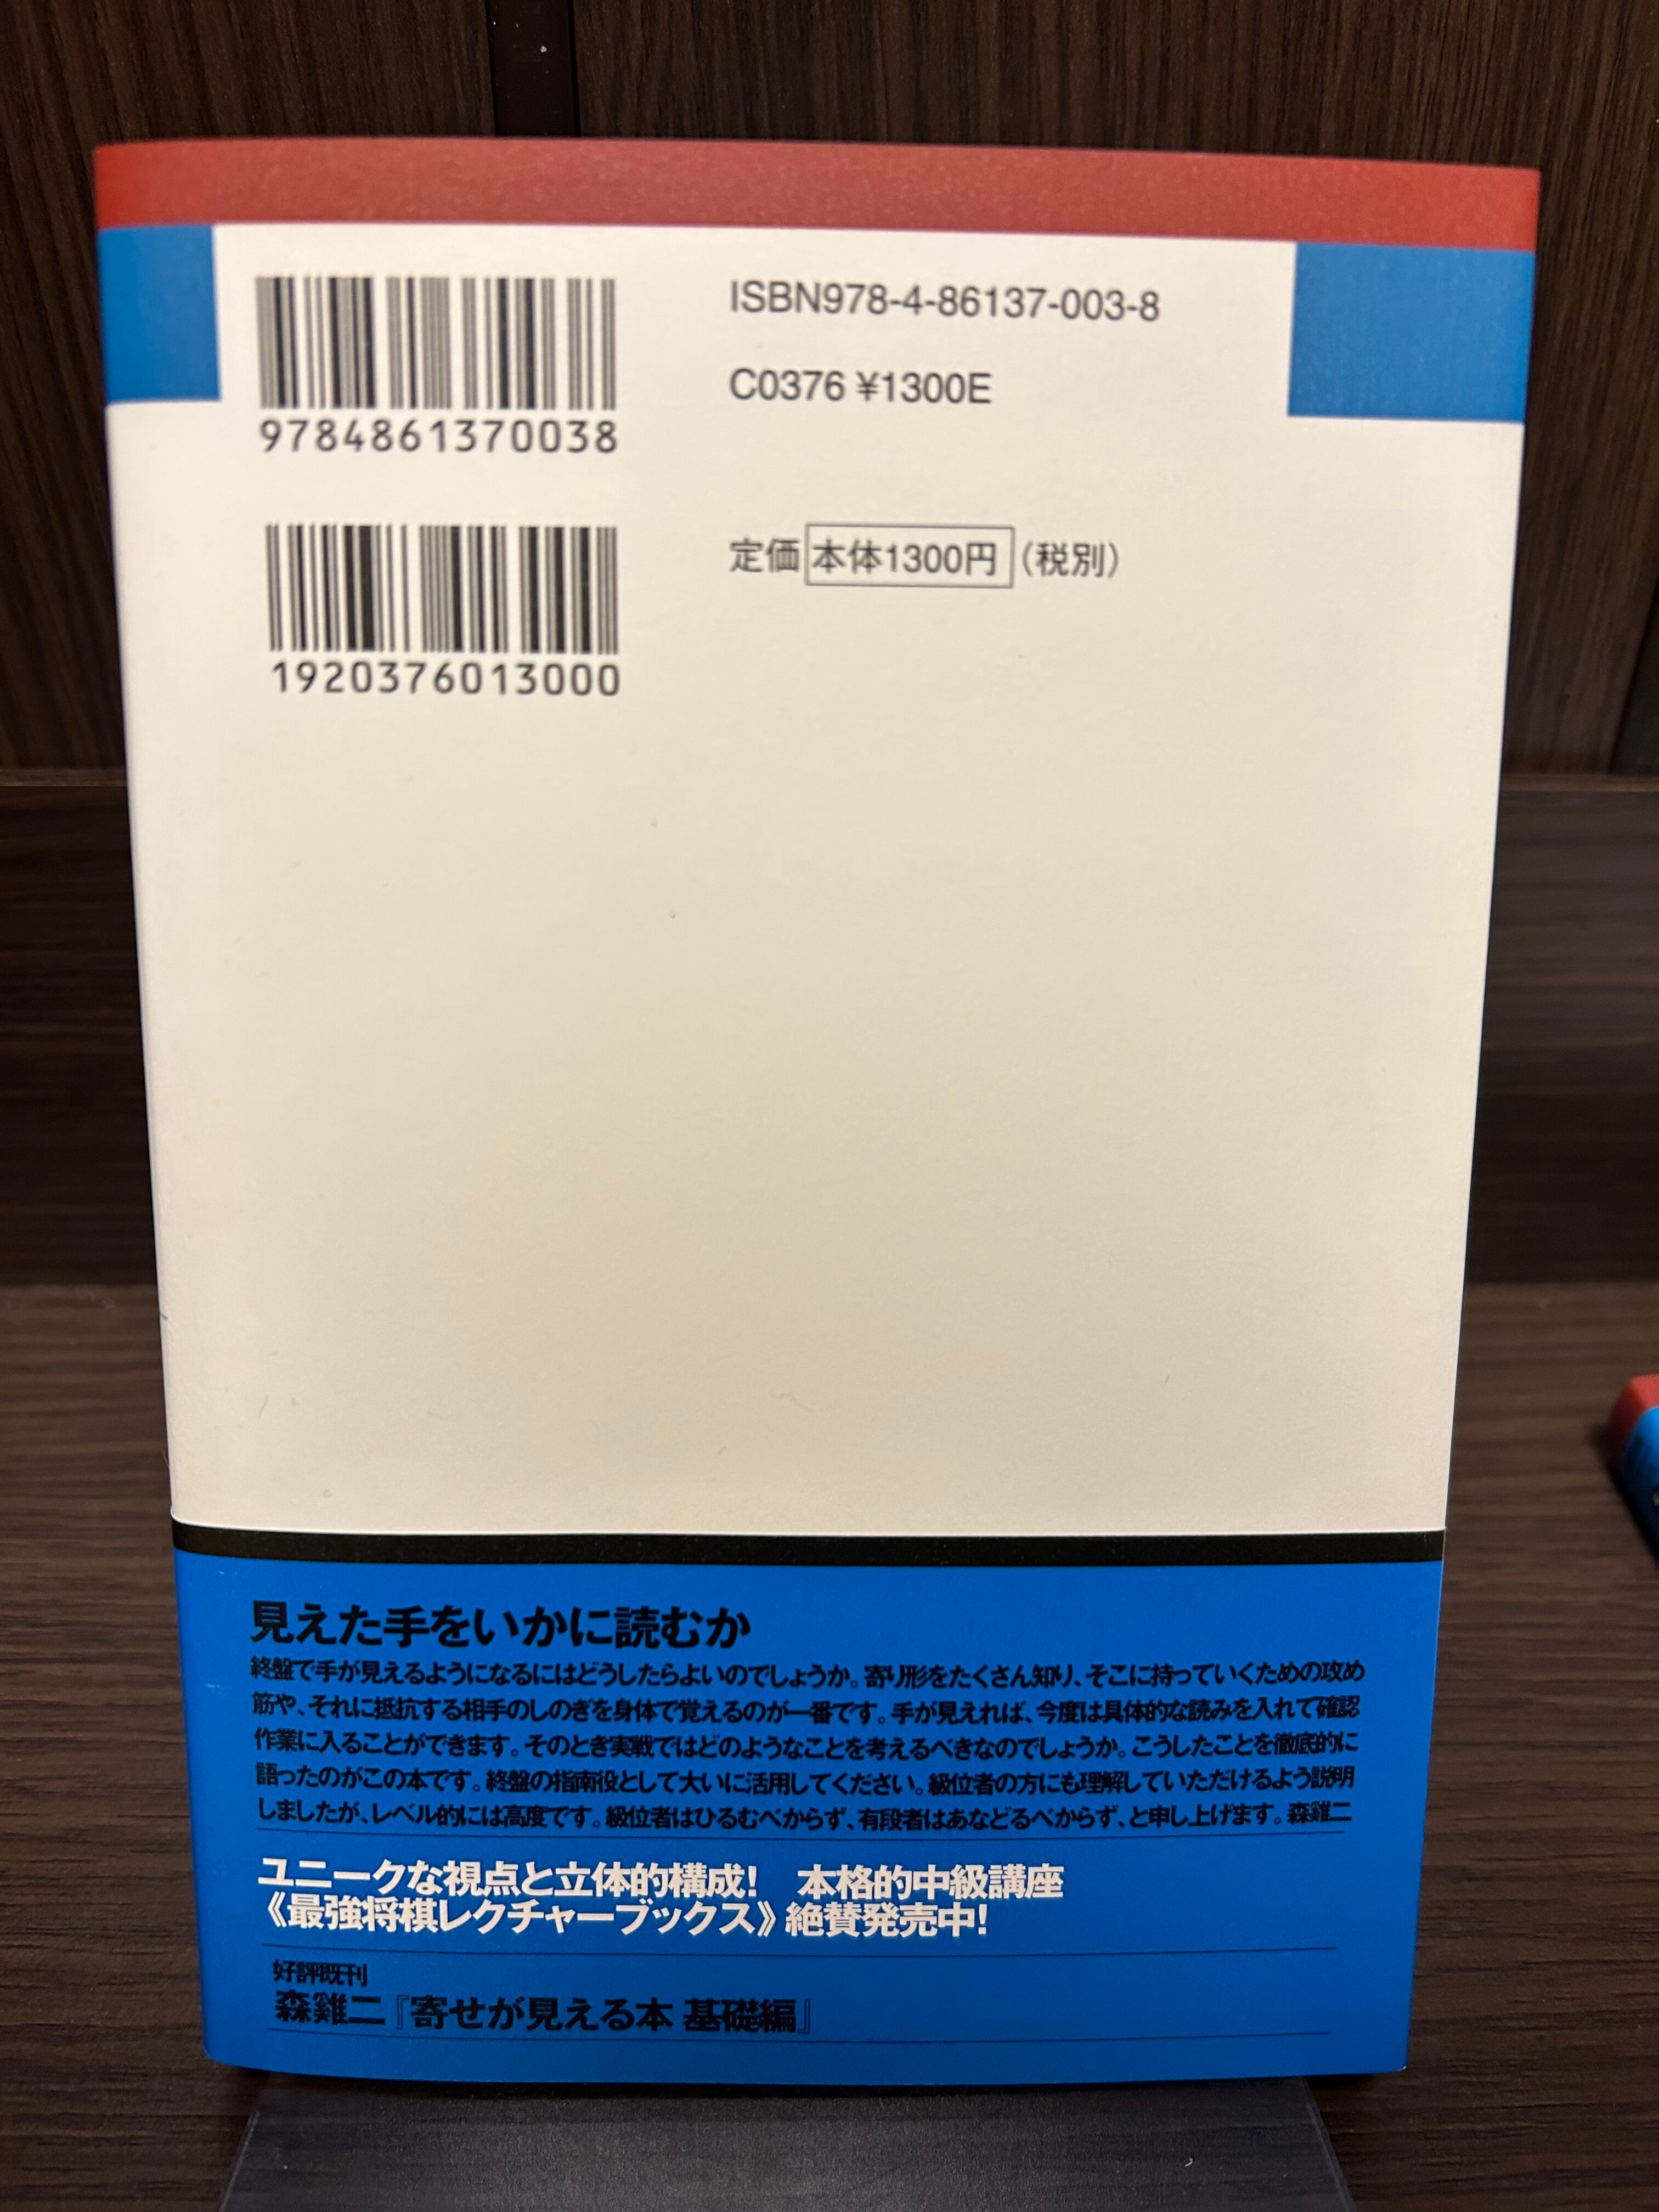 ISBN978-4-86137-003-8
9784861370038
C0376 ¥1300E
定価 本体1300円 (税別)
1920376013000
見えた手をいかに読むか
終盤で手が見えるようになるにはどうしたらよいのでしょうか。寄り形をたくさん知り、そこに持っていくための攻め
筋や、それに抵抗する相手のしのぎを身体で覚えるのが一番です。手が見えれば、今度は具体的な読みを入れて確認
作業に入ることができます。そのとき実戦ではどのようなことを考えるべきなのでしょうか。こうしたことを徹底的に
語ったのがこの本です。終盤の指南役として大いに活用してください。級位者の方にも理解していただけるよう説明
しましたが、レベル的には高度です。級位者はひるむべからず、有段者はあなどるべからず、と申し上げます。森雞二
ユニークな視点と立体的構成! 本格的中級講座
《最強将棋レクチャーブックス》絶賛発売中!
好評既刊
森雞二『寄せが見える本 基礎編』